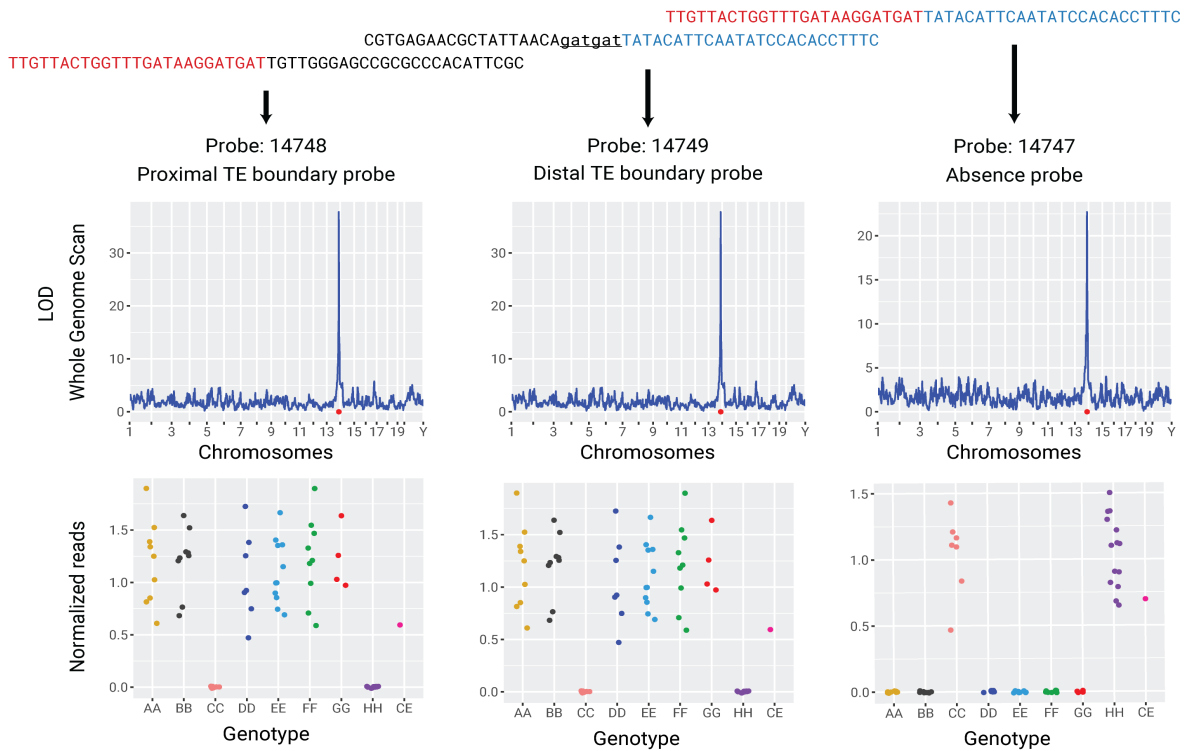 TTGTTACTGGTTTGATAAGGATGATTATACATTCAATATCCACACCTTTC
CGTGAGAACGCTATTAACAgatgatTATACATTCAATATCCACACCTTTC
TTGTTACTGGTTTGATAAGGATGATTGTTGGGAGCCGCGCCCACATTCGC
Probe: 14748
Proximal TE boundary probe
Probe: 14749
Distal TE boundary probe
Probe: 14747
Absence probe
LOD
Whole Genome Scan
30
20
10
0
1 3 5 7 9 11 13 15 17 19 Y
Chromosomes
30
20
10
0
1 3 5 7 9 11 13 15 17 19 Y
Chromosomes
20
15
10
5
0
1 3 5 7 9 11 13 15 17 19 Y
Chromosomes
Normalized reads
1.5
1.0
0.5
0.0
AA BB CC DD EE FF GG HH CE
Genotype
1.5
1.0
0.5
0.0
AA BB CC DD EE FF GG HH CE
Genotype
1.5
1.0
0.5
0.0
AA BB CC DD EE FF GG HH CE
Genotype